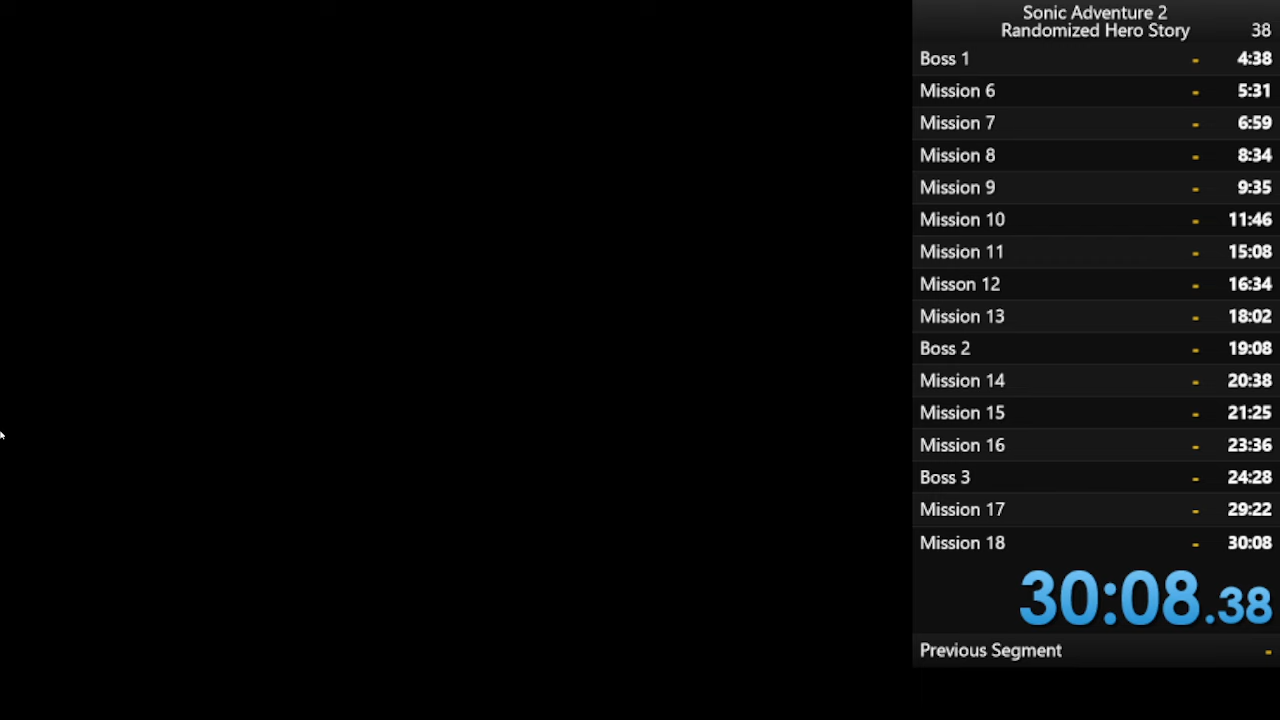 Sonic Adventure 2
Randomized Hero Story 38
Boss 1 - 4:38
Mission 6 - 5:31
Mission 7 - 6:59
Mission 8 - 8:34
Mission 9 - 9:35
Mission 10 - 11:46
Mission 11 - 15:08
Misson 12 - 16:34
Mission 13 - 18:02
Boss 2 - 19:08
Mission 14 - 20:38
Mission 15 - 21:25
Mission 16 - 23:36
Boss 3 - 24:28
Mission 17 - 29:22
Mission 18 - 30:08
30:08.38
Previous Segment -